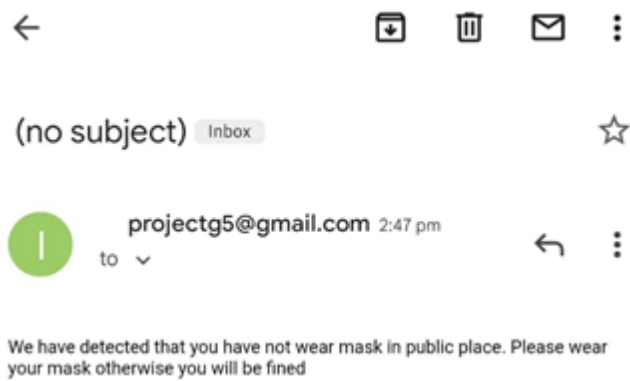 (no subject) Inbox
I
projectg5@gmail.com 2:47 pm
to
We have detected that you have not wear mask in public place. Please wear
your mask otherwise you will be fined